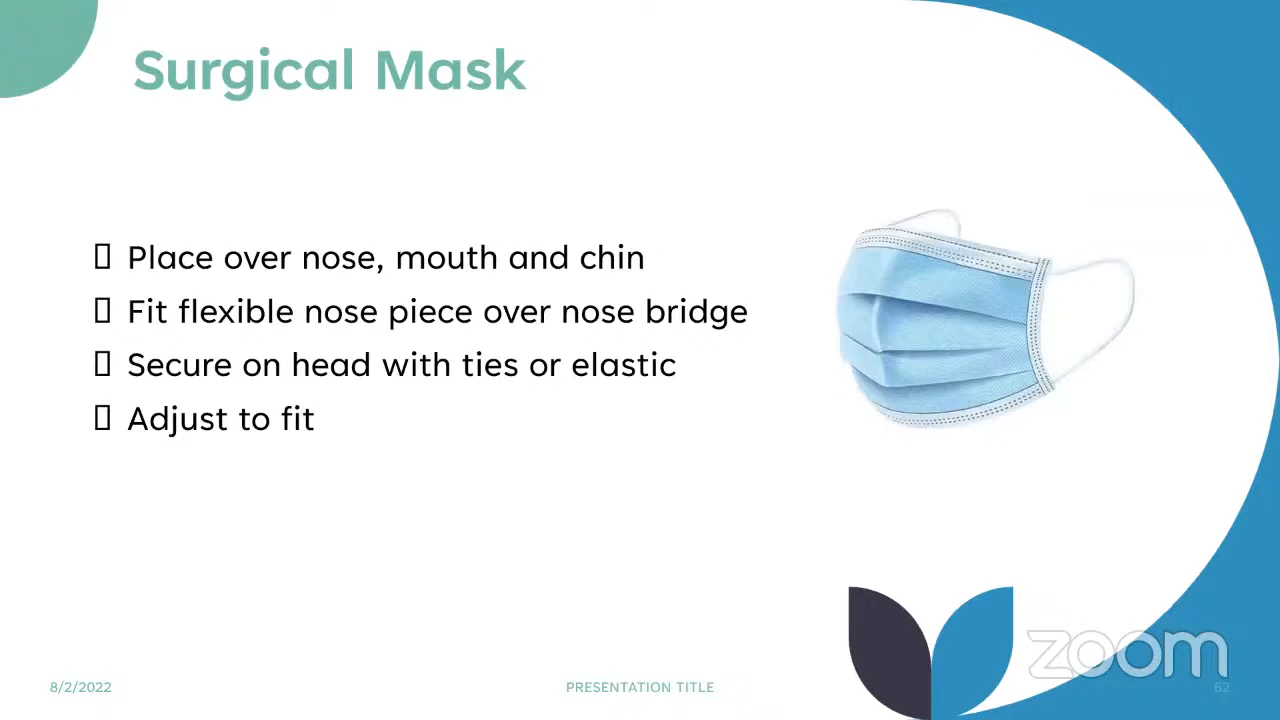 Surgical Mask
Place over nose, mouth and chin
Fit flexible nose piece over nose bridge
Secure on head with ties or elastic
Adjust to fit
zoom
8/2/2022
PRESENTATION TITLE
62